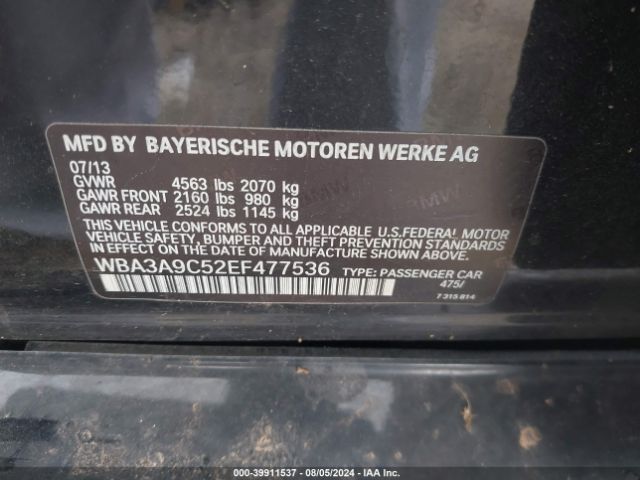 MFD BY BAYERISCHE MOTOREN WERKE AG
07/13
GVWR 4563 lbs 2070 kg
GAWR FRONT 2160 lbs 980 kg
GAWR REAR 2524 lbs 1145 kg
THIS VEHICLE CONFORMS TO ALL APPLICABLE U.S.FEDERAL MOTOR
VEHICLE SAFETY, BUMPER AND THEFT PREVENTION
STANDARDS IN EFFECT ON THE DATE OF MANUFACTURE SHOWN ABOVE.
WBA3A9C52EF477536 TYPE: PASSENGER CAR
475/
7 315 814
000-39911537 - 08/05/2024 - IAA Inc.